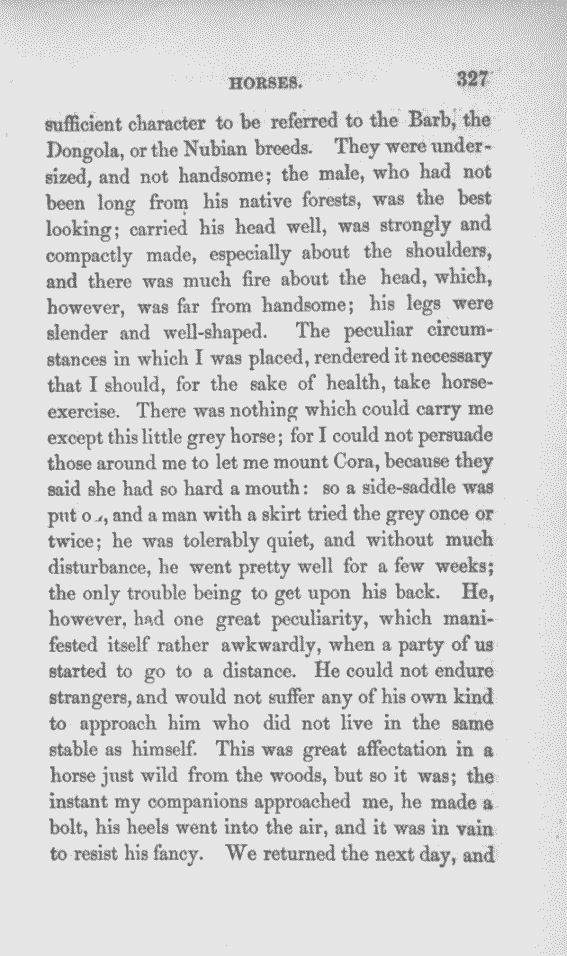 HORSES. 327
sufficient character to be referred to the Barb, the
Dongola, or the Nubian breeds. They were under-
sized, and not handsome; the male, who had not
been long from his native forests, was the best
looking; carried his head well, was strongly and
compactly made, especially about the shoulders,
and there was much fire about the head, which,
however, was far from handsome; his legs were
slender and well-shaped. The peculiar circum-
stances in which I was placed, rendered it necessary
that I should, for the sake of health, take horse-
exercise. There was nothing which could carry me
except this little grey horse; for I could not persuade
those around me to let me mount Cora, because they
said she had so hard a mouth: so a side-saddle was
put o, and a man with a skirt tried the grey once or
twice; he was tolerably quiet, and without much
disturbance, he went pretty well for a few weeks;
the only trouble being to get upon his back. He,
however, had one great peculiarity, which mani-
fested itself rather awkwardly, when a party of us
started to go to a distance. He could not endure
strangers, and would not suffer any of his own kind
to approach him who did not live in the same
stable as himself. This was great affectation in a
horse just wild from the woods, but so it was; the
instant my companions approached me, he made a
bolt, his heels went into the air, and it was in vain
to resist his fancy. We returned the next day, and